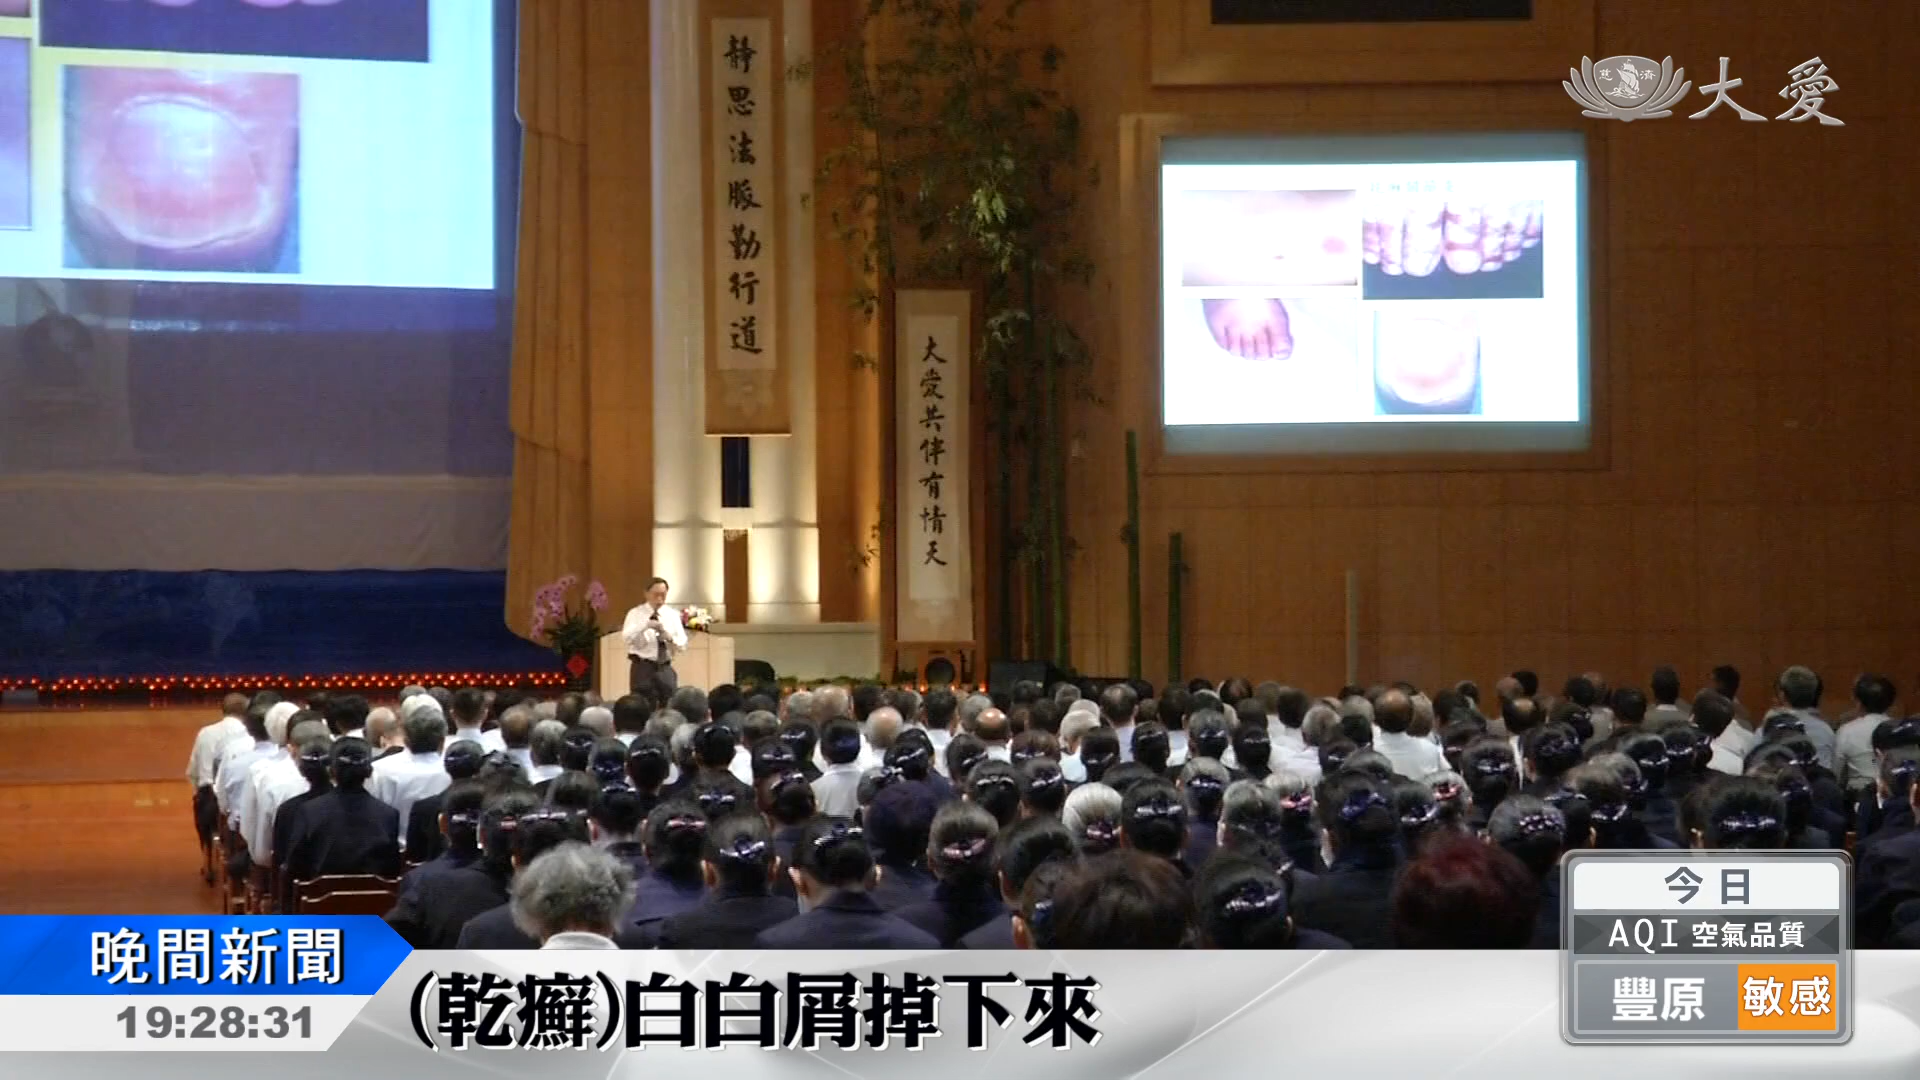 靜思法脈勤行道
大愛共伴有情天
慈濟
大愛
晚間新聞
19:28:31
(乾癬)白白屑掉下來
今日
AQI 空氣品質
豐原
敏感